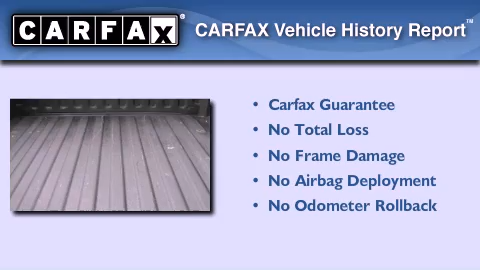 CARFAX® CARFAX Vehicle History Report™
• Carfax Guarantee
• No Total Loss
• No Frame Damage
• No Airbag Deployment
• No Odometer Rollback